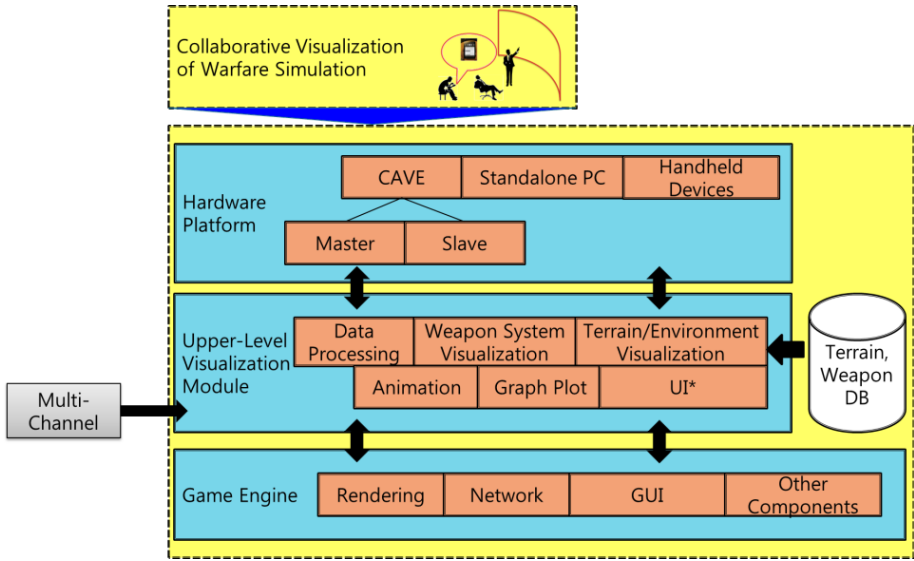 Collaborative Visualization
of Warfare Simulation
CAVE
Standalone PC
Handheld
Devices
Hardware
Platform
Master
Slave
Upper-Level
Visualization
Module
Data
Processing
Weapon System
Visualization
Terrain/Environment
Visualization
Animation
Graph Plot
UI*
Terrain,
Weapon
DB
Multi-
Channel
Game Engine
Rendering
Network
GUI
Other
Components